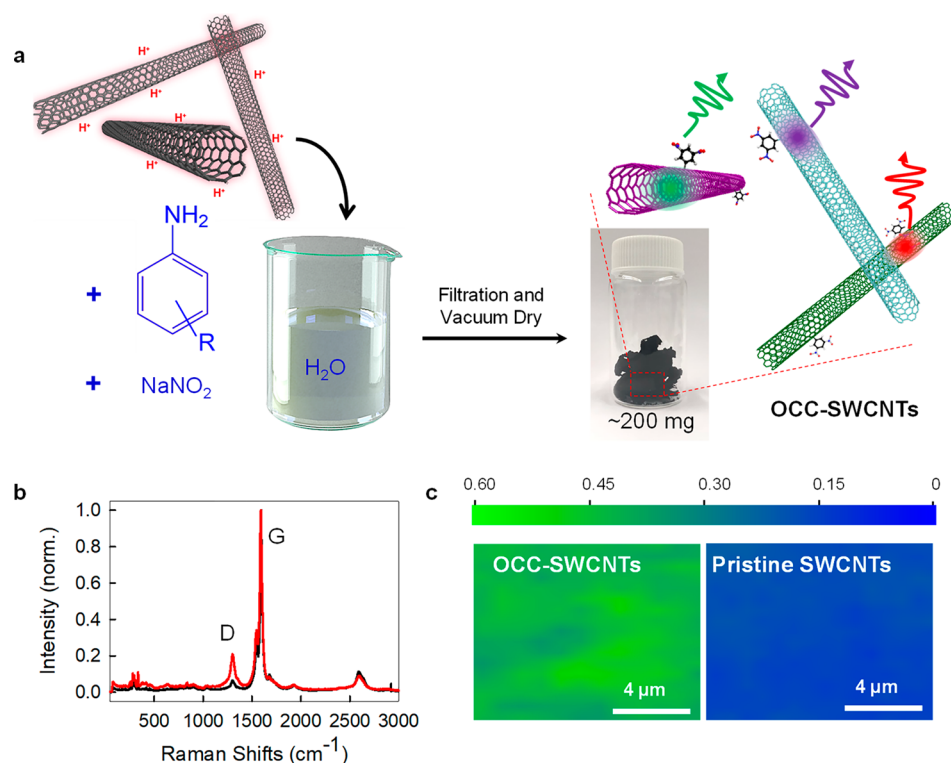 a
H⁺
H⁺
H⁺
H⁺
H⁺
H⁺
H⁺
H⁺
NH₂
R
+
+ NaNO₂
H₂O
Filtration and
Vacuum Dry
~200 mg
OCC-SWCNTs
b
Intensity (norm.)
1.0
0.8
0.6
0.4
0.2
0.0
D
G
500 1000 1500 2000 2500 3000
Raman Shifts (cm⁻¹)
c
0.60 0.45 0.30 0.15 0
OCC-SWCNTs
4 μm
Pristine SWCNTs
4 μm